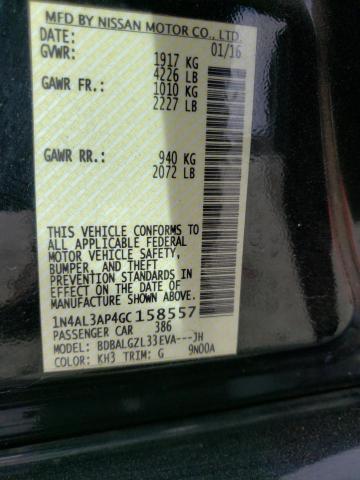 MFD BY NISSAN MOTOR CO., LTD.
DATE: 01/16
GVWR: 1917 KG
4226 LB
GAWR FR: 1010 KG
2227 LB
GAWR RR: 940 KG
2072 LB
THIS VEHICLE CONFORMS TO
ALL APPLICABLE FEDERAL
MOTOR VEHICLE SAFETY,
BUMPER, AND THEFT
PREVENTION STANDARDS
IN EFFECT ON THE DATE OF
MANUFACTURE SHOWN ABOVE.
1N4AL3AP4GC158557
PASSENGER CAR 386
MODEL: BDBALGZL33EVA---JH
COLOR: KH3 TRIM: G 9N00A